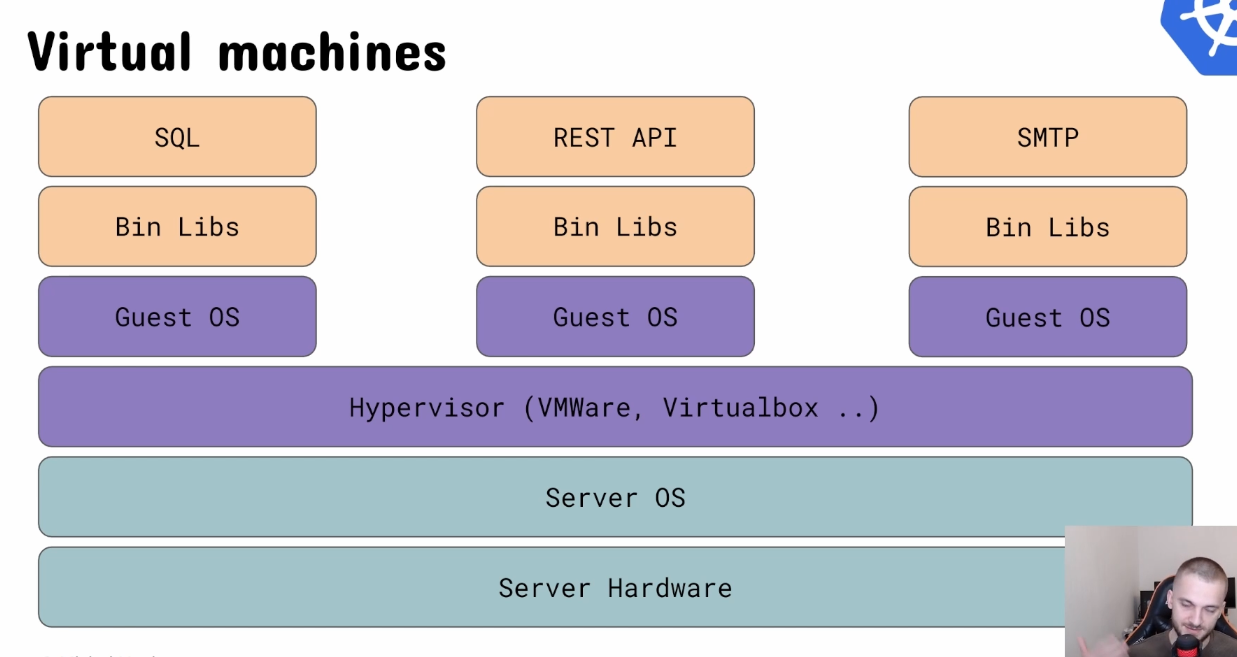 Virtual machines
SQL
REST API
SMTP
Bin Libs
Bin Libs
Bin Libs
Guest OS
Guest OS
Guest OS
Hypervisor (VMWare, Virtualbox ..)
Server OS
Server Hardware